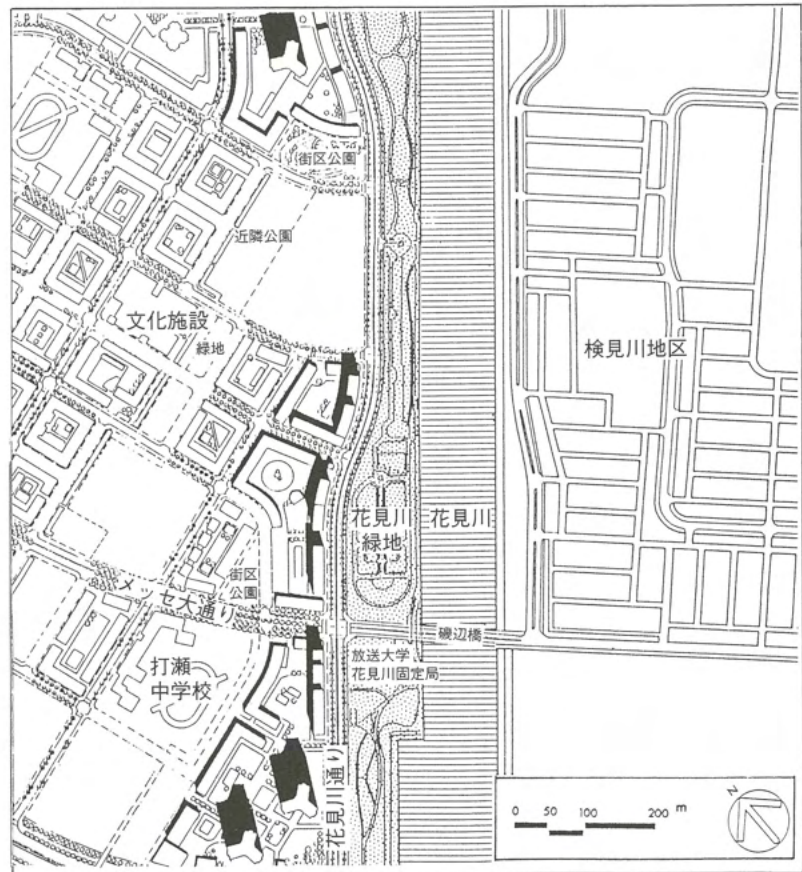 街区公園
近隣公園
文化施設
緑地
検見川地区
花見川
緑地
花見川
街区
公園
メッセ大通り
磯辺橋
放送大学
花見川固定局
打瀬
中学校
花見川通り
0 50 100 200 m
N